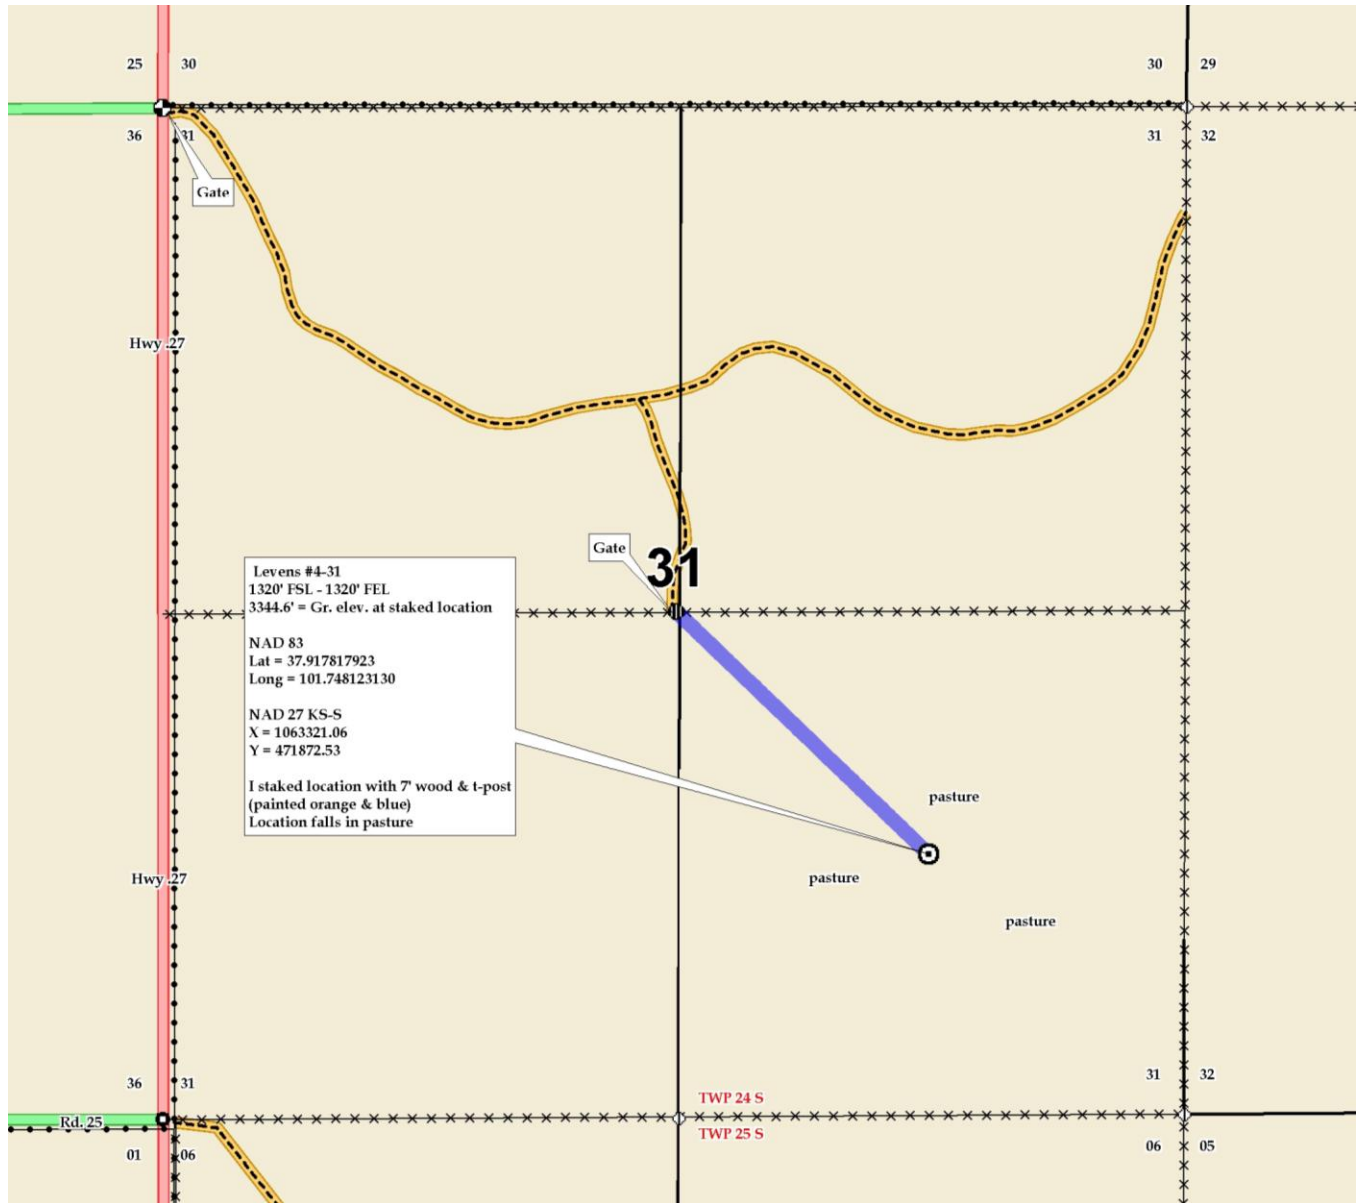 25 30
30 29
36 31
31 32
Gate
Hwy .27
Gate
31
Levens #4-31
1320' FSL - 1320' FEL
3344.6' = Gr. elev. at staked location
NAD 83
Lat = 37.917817923
Long = 101.748123130
NAD 27 KS-S
X = 1063321.06
Y = 471872.53
I staked location with 7' wood & t-post
(painted orange & blue)
Location falls in pasture
pasture
Hwy .27
pasture
pasture
36 31
31 32
TWP 24 S
Rd. 25
TWP 25 S
01 06
06 05